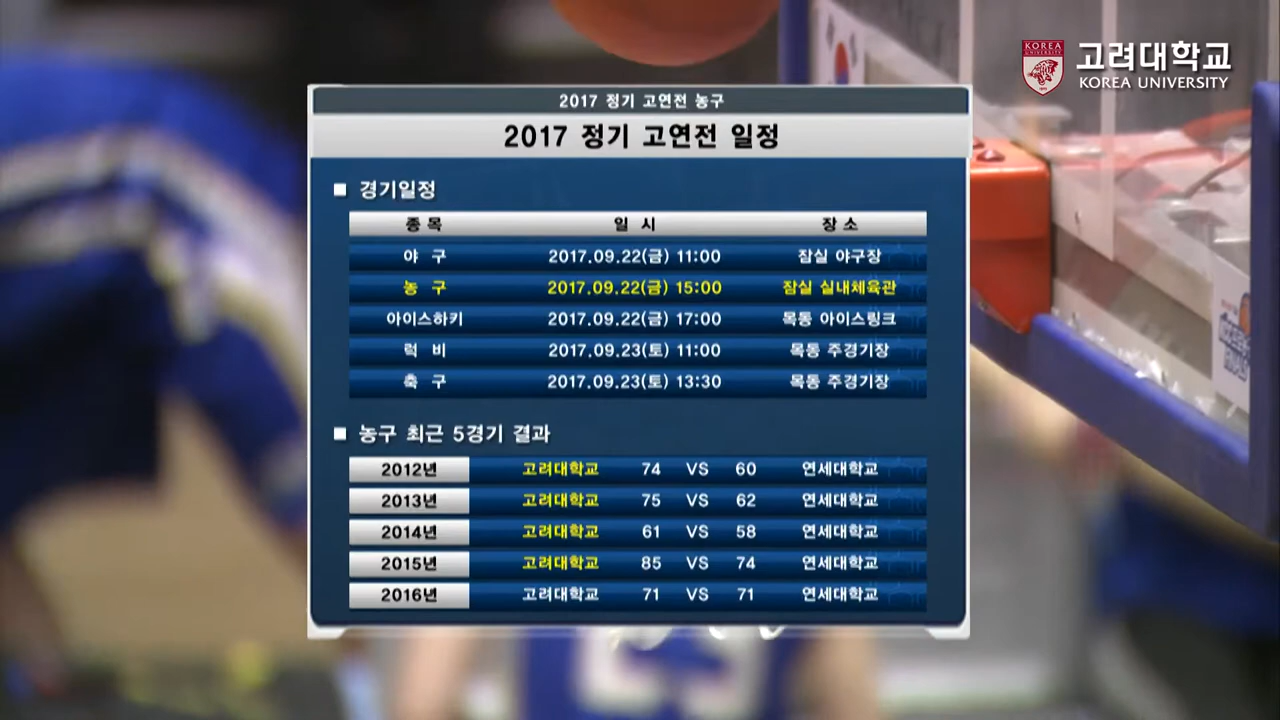 KOREA
UNIVERSITY
고려대학교
KOREA UNIVERSITY
2017 정기 고연전 농구
2017 정기 고연전 일정
■ 경기일정
종목 일시 장소
야 구 2017.09.22(금) 11:00 잠실 야구장
농 구 2017.09.22(금) 15:00 잠실 실내체육관
아이스하키 2017.09.22(금) 17:00 목동 아이스링크
럭 비 2017.09.23(토) 11:00 목동 주경기장
축 구 2017.09.23(토) 13:30 목동 주경기장
■ 농구 최근 5경기 결과
2012년 고려대학교 74 VS 60 연세대학교
2013년 고려대학교 75 VS 62 연세대학교
2014년 고려대학교 61 VS 58 연세대학교
2015년 고려대학교 85 VS 74 연세대학교
2016년 고려대학교 71 VS 71 연세대학교